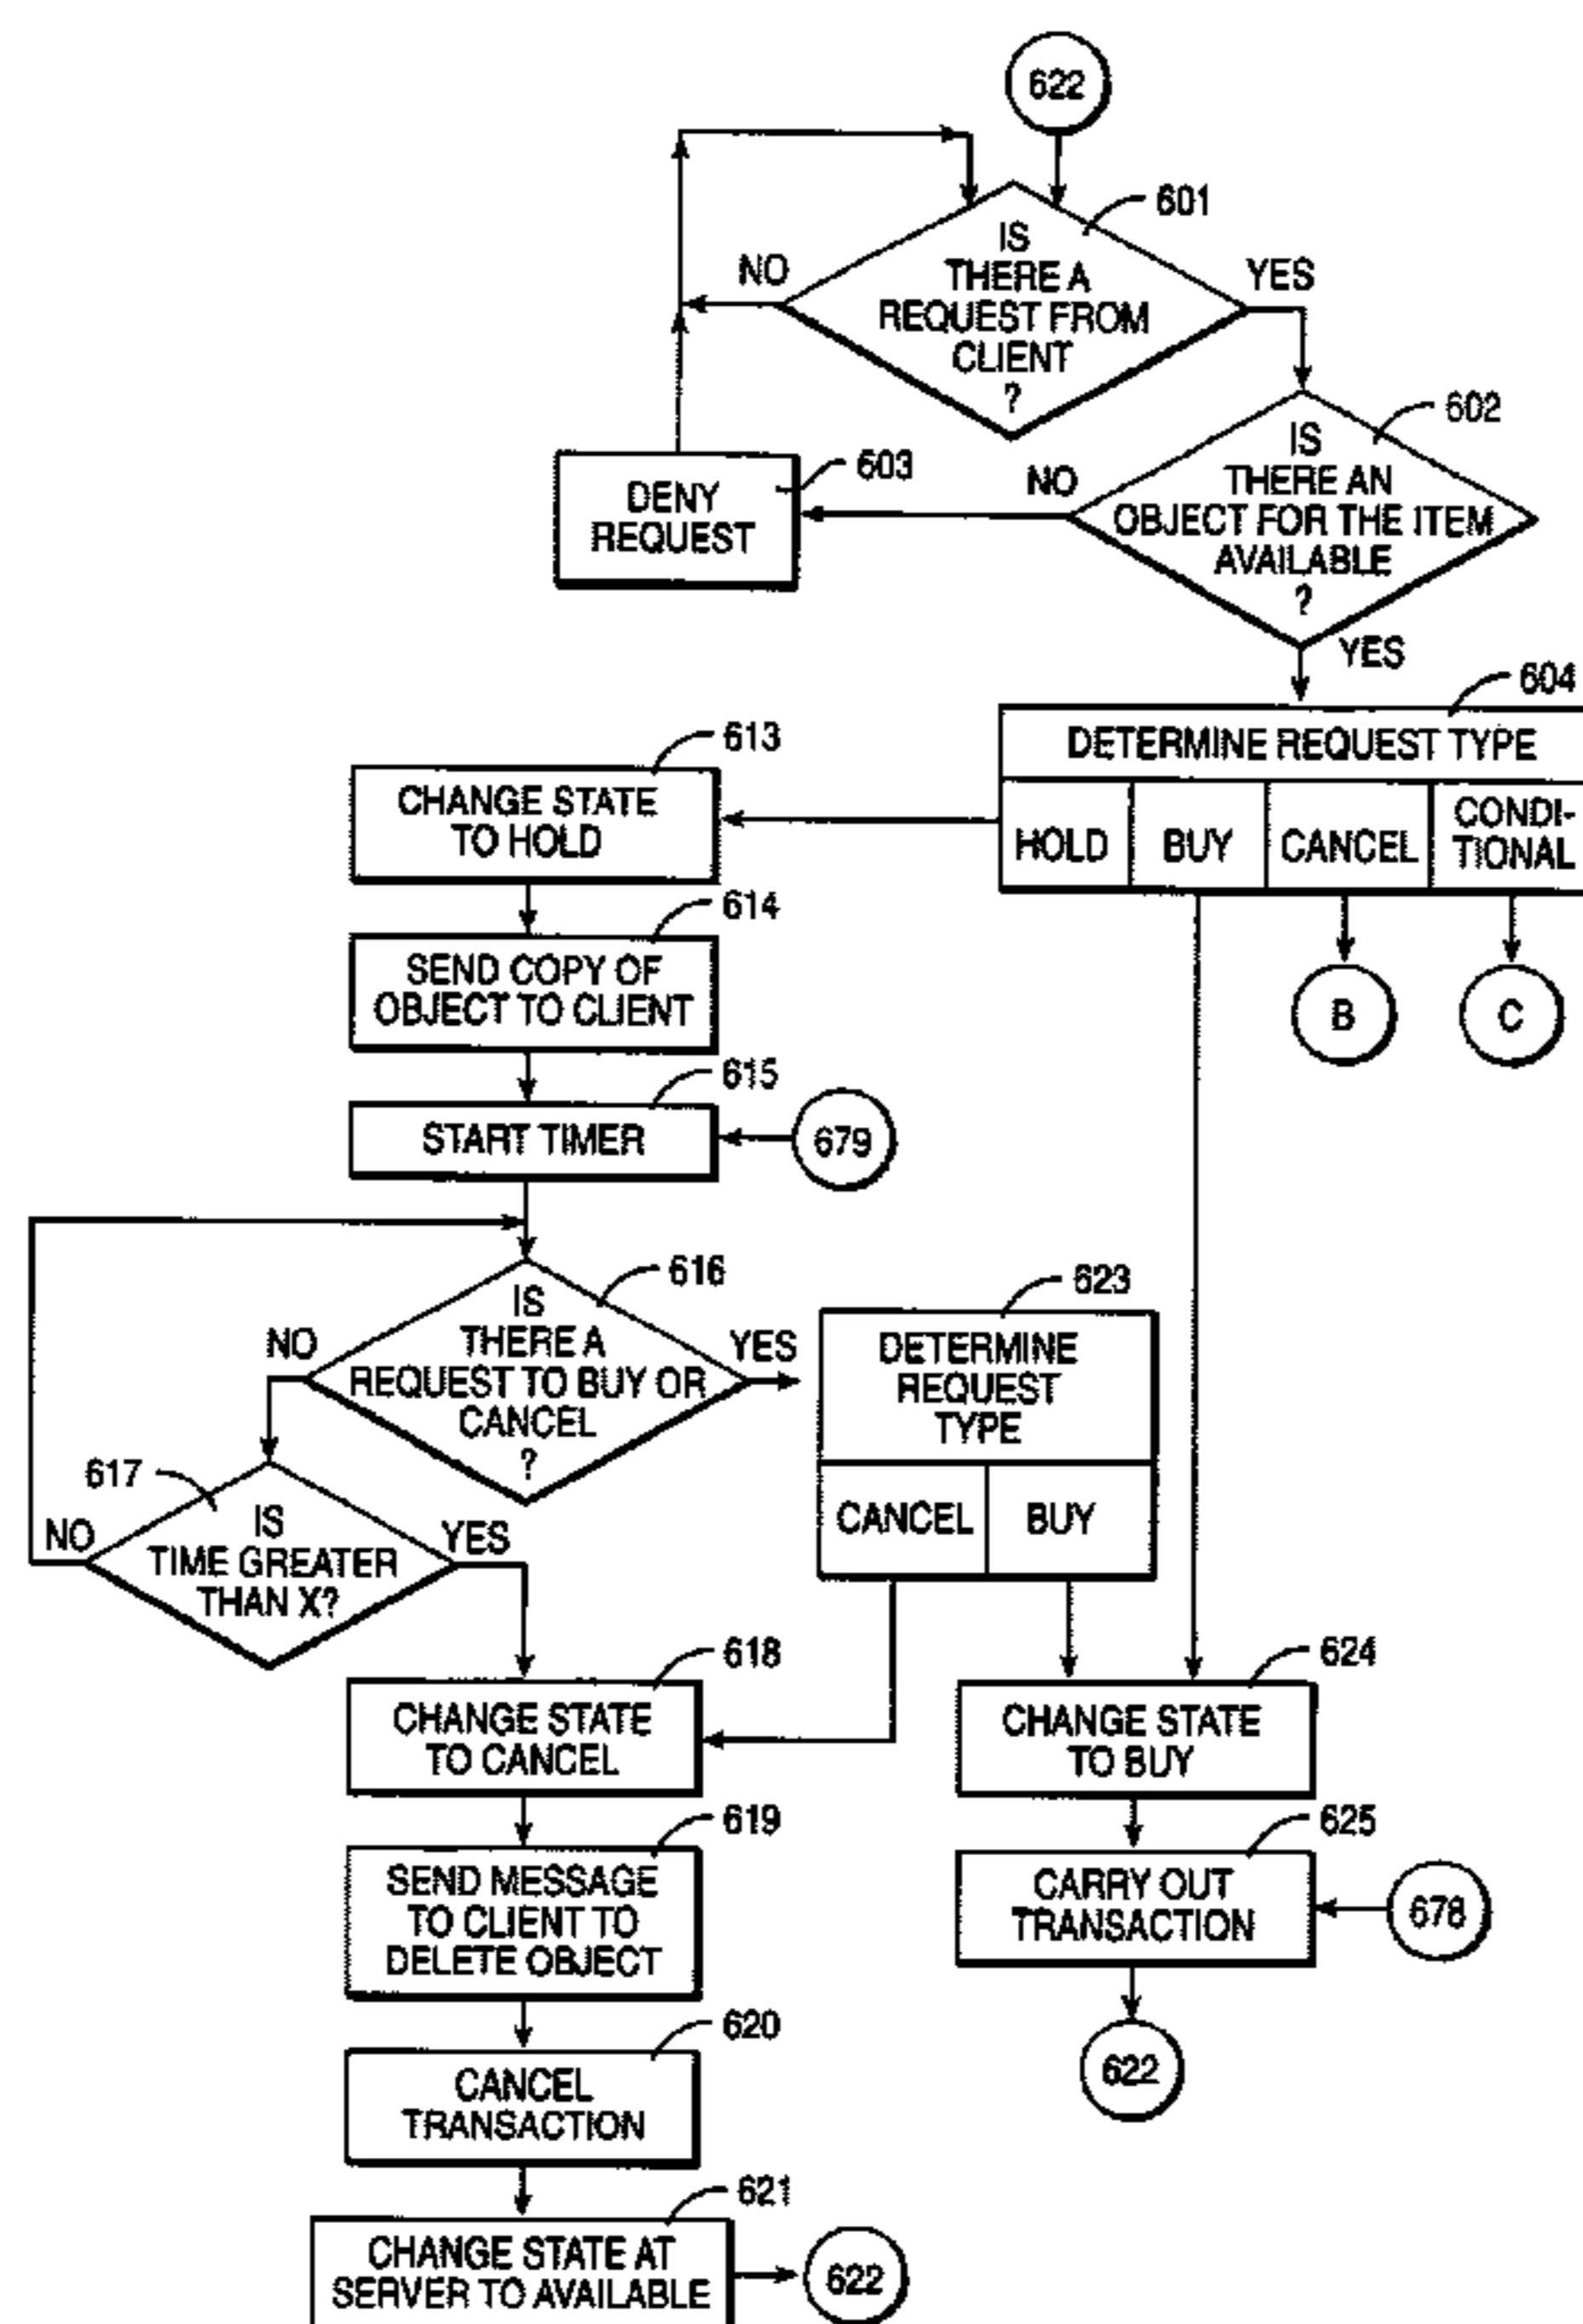 622
601
IS
THERE A
REQUEST FROM
CLIENT
?
NO
YES
602
IS
THERE AN
OBJECT FOR THE ITEM
AVAILABLE
?
NO
YES
603
DENY
REQUEST
604
DETERMINE REQUEST TYPE
HOLD
BUY
CANCEL
CONDI-
TIONAL
B
C
613
CHANGE STATE
TO HOLD
614
SEND COPY OF
OBJECT TO CLIENT
615
START TIMER
679
616
IS
THERE A
REQUEST TO BUY OR
CANCEL
?
NO
YES
623
DETERMINE
REQUEST
TYPE
CANCEL
BUY
617
IS
TIME GREATER
THAN X?
NO
YES
618
CHANGE STATE
TO CANCEL
624
CHANGE STATE
TO BUY
619
SEND MESSAGE
TO CLIENT TO
DELETE OBJECT
625
CARRY OUT
TRANSACTION
678
622
620
CANCEL
TRANSACTION
621
CHANGE STATE AT
SERVER TO AVAILABLE
622